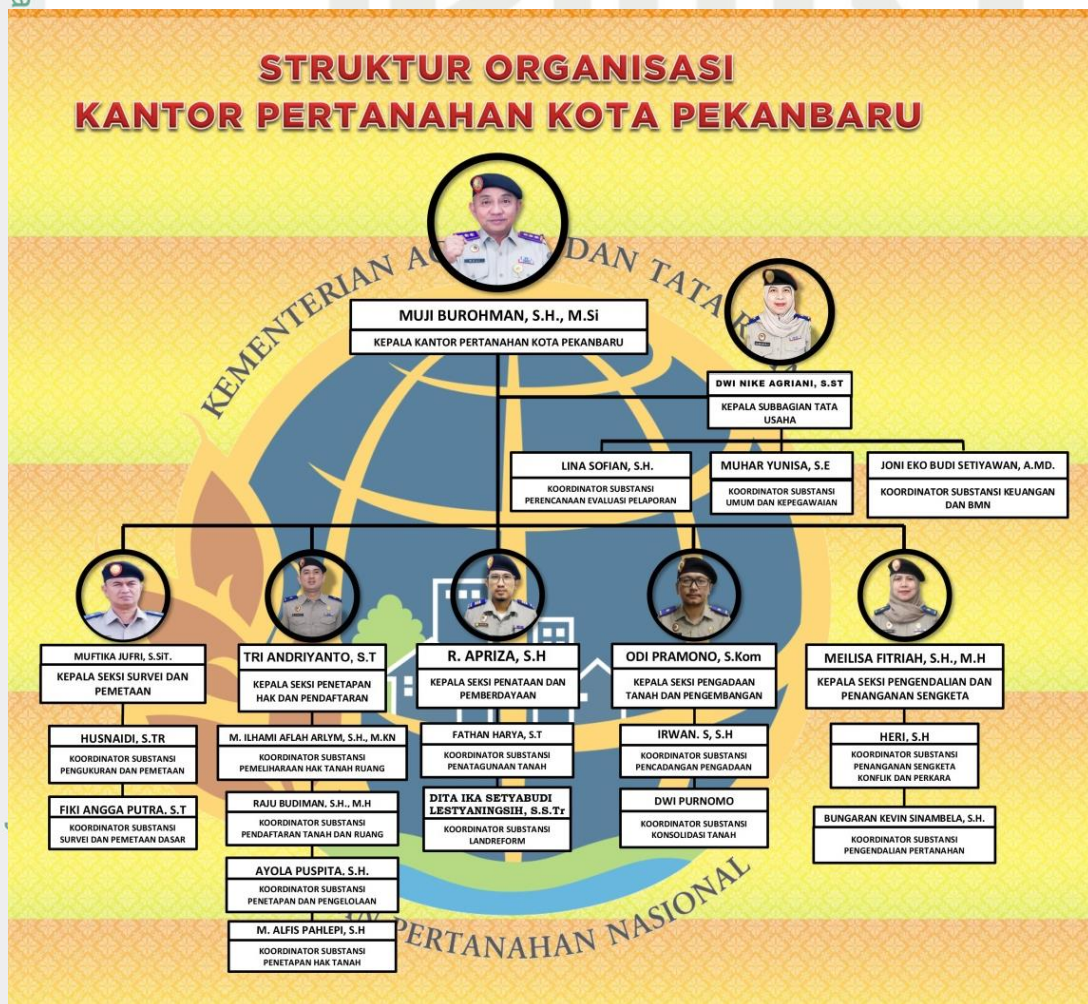 STRUKTUR ORGANISASI
KANTOR PERTANAHAN KOTA PEKANBARU
KEMENTERIAN DAN TATA
MUJI BUROHMAN, S.H., M.Si
KEPALA KANTOR PERTANAHAN KOTA PEKANBARU
DWI NIKE AGRIANI, S.ST
KEPALA SUBBAGIAN TATA
USAHA
LINA SOFIAN, S.H.
KOORDINATOR SUBSTANSI
PERENCANAAN EVALUASI PELAPORAN
MUHAR YUNISA, S.E
KOORDINATOR SUBSTANSI
UMUM DAN KEPEGAWAIAN
JONI EKO BUDI SETIYAWAN, A.MD.
KOORDINATOR SUBSTANSI KEUANGAN
DAN BMN
MUFTIKA JUFRI, S.SiT.
KEPALA SEKSI SURVEI DAN
PEMETAAN
HUSNAIDI, S.TR
KOORDINATOR SUBSTANSI
PENGUKURAN DAN PEMETAAN
FIKI ANGGA PUTRA. S.T
KOORDINATOR SUBSTANSI
SURVEI DAN PEMETAAN DASAR
TRI ANDRIYANTO, S.T
KEPALA SEKSI PENETAPAN
HAK DAN PENDAFTARAN
M. ILHAMI AFLAH ARLYM, S.H., M.KN
KOORDINATOR SUBSTANSI
PEMELIHARAAN HAK TANAH RUANG
RAJU BUDIMAN. S.H., M.H
KOORDINATOR SUBSTANSI
PENDAFTARAN TANAH DAN RUANG
AYOLA PUSPITA. S.H.
KOORDINATOR SUBSTANSI
PENETAPAN DAN PENGELOLAAN
M. ALFIS PAHLEPI, S.H
KOORDINATOR SUBSTANSI
PENETAPAN HAK TANAH
R. APRIZA, S.H
KEPALA SEKSI PENATAAN DAN
PEMBERDAYAAN
FATHAN HARYA, S.T
KOORDINATOR SUBSTANSI
PENATAGUNAAN TANAH
DITA IKA SETYABUDI
LESTYANINGSIH, S.S.Tr
KOORDINATOR SUBSTANSI
LANDREFORM
ODI PRAMONO, S.Kom
KEPALA SEKSI PENGADAAN
TANAH DAN PENGEMBANGAN
IRWAN. S, S.H
KOORDINATOR SUBSTANSI
PENCADANGAN PENGADAAN
DWI PURNOMO
KOORDINATOR SUBSTANSI
KONSOLIDASI TANAH
MEILISA FITRIAH, S.H., M.H
KEPALA SEKSI PENGENDALIAN DAN
PENANGANAN SENGKETA
HERI, S.H
KOORDINATOR SUBSTANSI
PENANGANAN SENGKETA
KONFLIK DAN PERKARA
BUNGARAN KEVIN SINAMBELA, S.H.
KOORDINATOR SUBSTANSI
PENGENDALIAN PERTANAHAN
PERTANAHAN NASIONAL